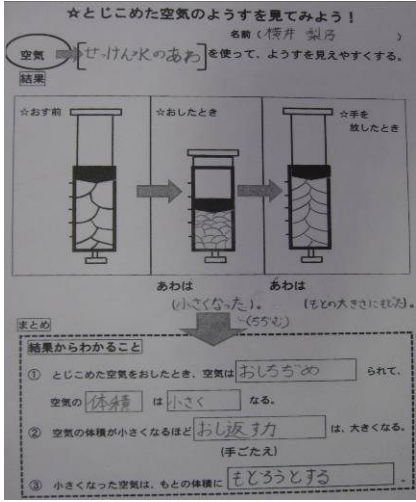 ☆とじこめた空気のようすを見てみよう!
名前(横井 梨乃)
空気 せっけん水のあわ を使って、ようすを見えやすくする。
結果
☆おす前 ☆おしたとき ☆手を
放したとき
あわは あわは
(小さくなった)。 (もとの大きさにもどった)
(ちぢむ)
まとめ
結果からわかること
① とじこめた空気をおしたとき、空気は おしちぢめ られて、
空気の 体積 は 小さく なる。
② 空気の体積が小さくなるほど おし返す力 は、大きくなる。
(手ごたえ)
③ 小さくなった空気は、もとの体積に もどろうとする 。